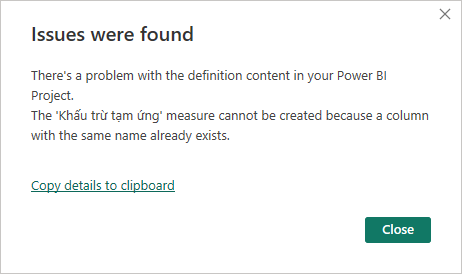 Issues were found
There's a problem with the definition content in your Power BI
Project.
The 'Khấu trừ tạm ứng' measure cannot be created because a column
with the same name already exists.
Copy details to clipboard
Close